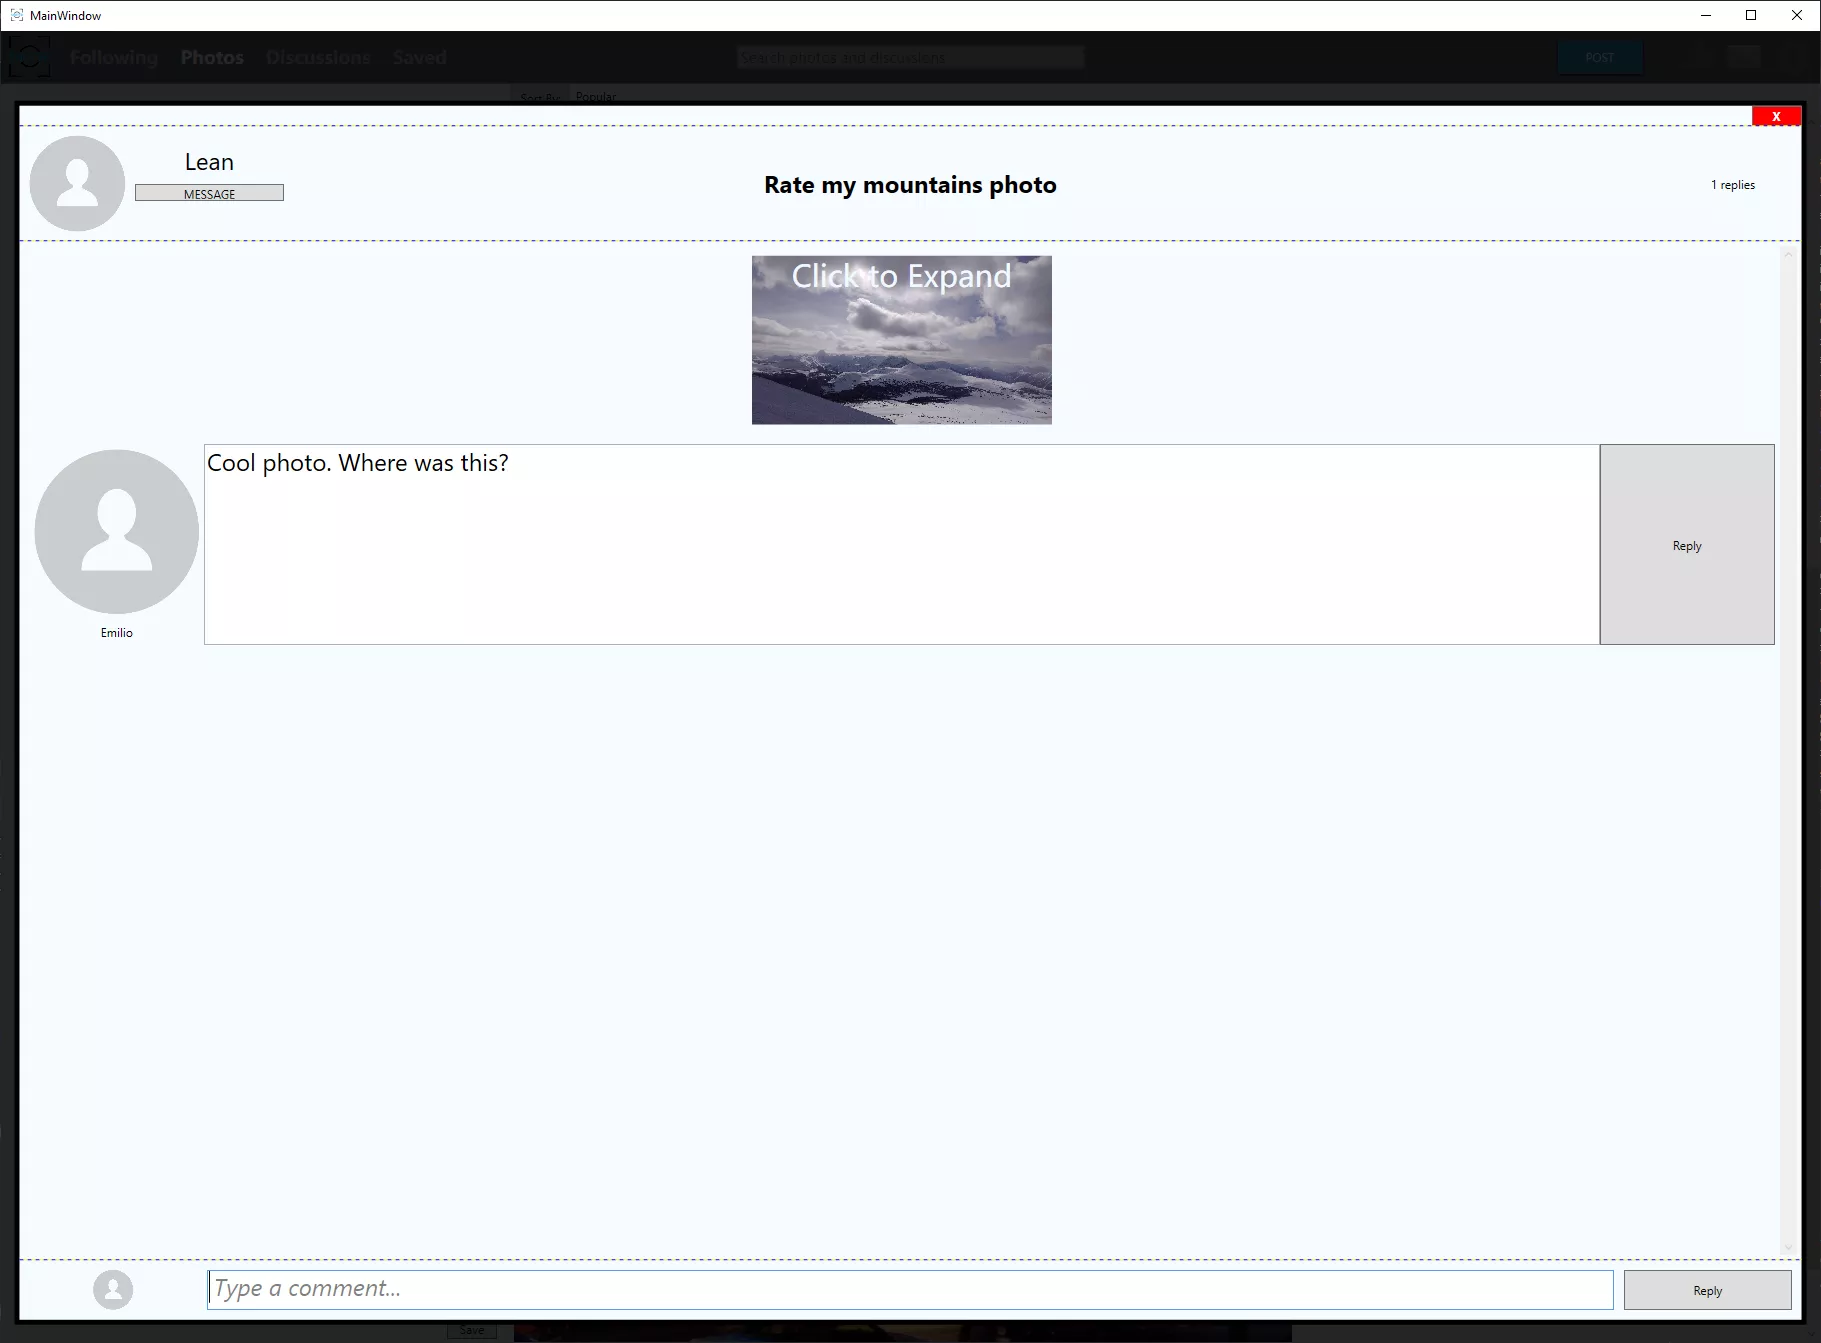 MainWindow
Following Photos Discussions Saved
Search photos and discussions
POST
Sort By: Popular
X
Lean
MESSAGE
Rate my mountains photo
1 replies
Click to Expand
Cool photo. Where was this?
Reply
Emilio
Type a comment...
Reply
Save